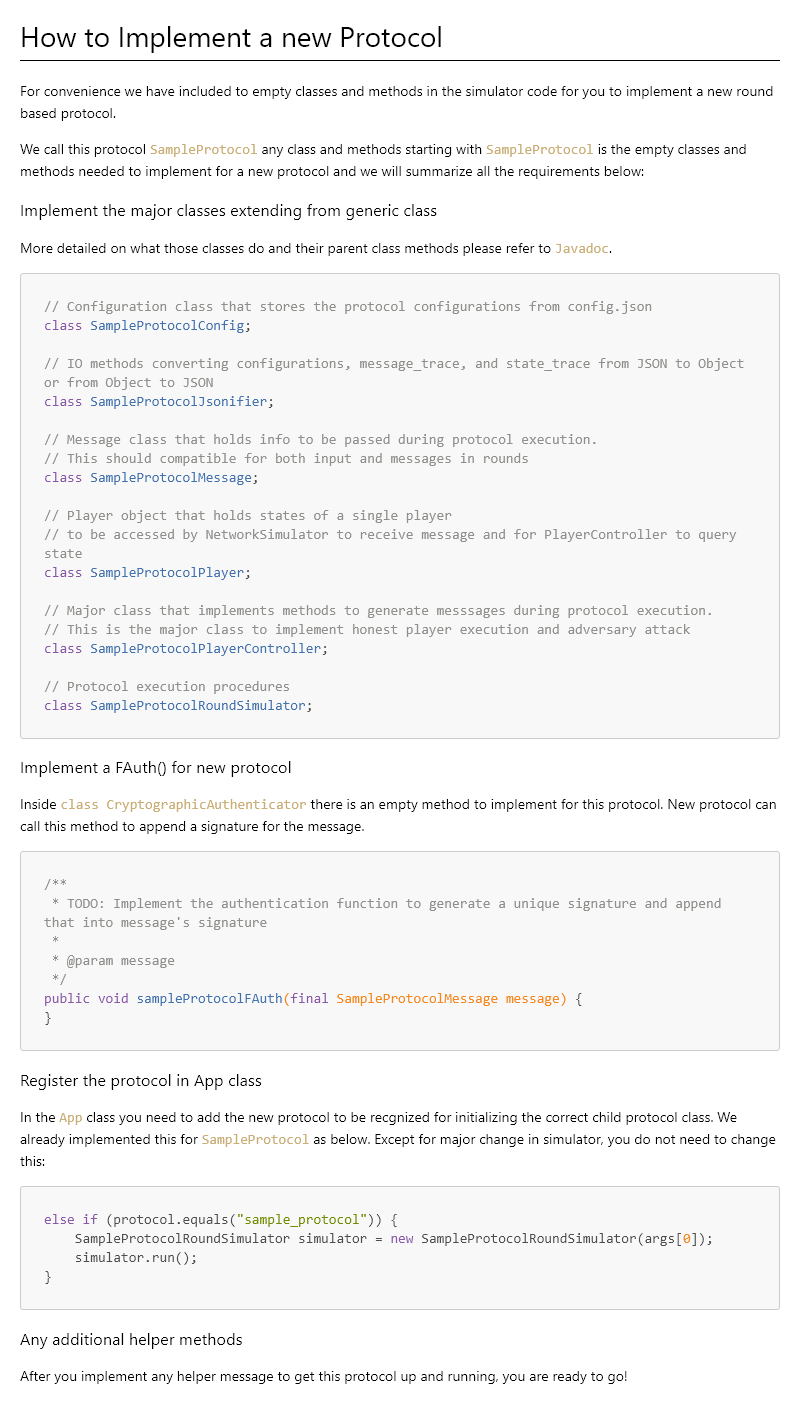 How to Implement a new Protocol
For convenience we have included to empty classes and methods in the simulator code for you to implement a new round
based protocol.
We call this protocol SampleProtocol any class and methods starting with SampleProtocol is the empty classes and
methods needed to implement for a new protocol and we will summarize all the requirements below:
Implement the major classes extending from generic class
More detailed on what those classes do and their parent class methods please refer to Javadoc.
// Configuration class that stores the protocol configurations from config.json
class SampleProtocolConfig;
// IO methods converting configurations, message_trace, and state_trace from JSON to Object
or from Object to JSON
class SampleProtocolJsonifier;
// Message class that holds info to be passed during protocol execution.
// This should compatible for both input and messages in rounds
class SampleProtocolMessage;
// Player object that holds states of a single player
// to be accessed by NetworkSimulator to receive message and for PlayerController to query
state
class SampleProtocolPlayer;
// Major class that implements methods to generate messsages during protocol execution.
// This is the major class to implement honest player execution and adversary attack
class SampleProtocolPlayerController;
// Protocol execution procedures
class SampleProtocolRoundSimulator;
Implement a FAuth() for new protocol
Inside class CryptographicAuthenticator there is an empty method to implement for this protocol. New protocol can
call this method to append a signature for the message.
/**
 * TODO: Implement the authentication function to generate a unique signature and append
that into message's signature
 *
 * @param message
 */
public void sampleProtocolFAuth(final SampleProtocolMessage message) {
}
Register the protocol in App class
In the App class you need to add the new protocol to be recgnized for initializing the correct child protocol class. We
already implemented this for SampleProtocol as below. Except for major change in simulator, you do not need to change
this:
else if (protocol.equals("sample_protocol")) {
    SampleProtocolRoundSimulator simulator = new SampleProtocolRoundSimulator(args[0]);
    simulator.run();
}
Any additional helper methods
After you implement any helper message to get this protocol up and running, you are ready to go!